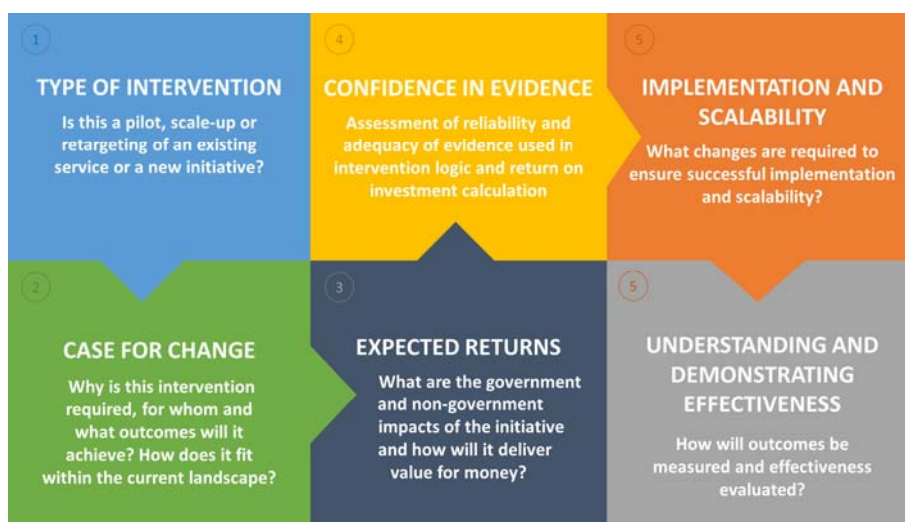 1
TYPE OF INTERVENTION
Is this a pilot, scale-up or
retargeting of an existing
service or a new initiative?
2
CASE FOR CHANGE
Why is this intervention
required, for whom and
what outcomes will it
achieve? How does it fit
within the current landscape?
3
EXPECTED RETURNS
What are the government
and non-government
impacts of the initiative
and how will it deliver
value for money?
4
CONFIDENCE IN EVIDENCE
Assessment of reliability and
adequacy of evidence used in
intervention logic and return on
investment calculation
5
IMPLEMENTATION AND
SCALABILITY
What changes are required to
ensure successful implementation
and scalability?
5
UNDERSTANDING AND
DEMONSTRATING
EFFECTIVENESS
How will outcomes be
measured and effectiveness
evaluated?